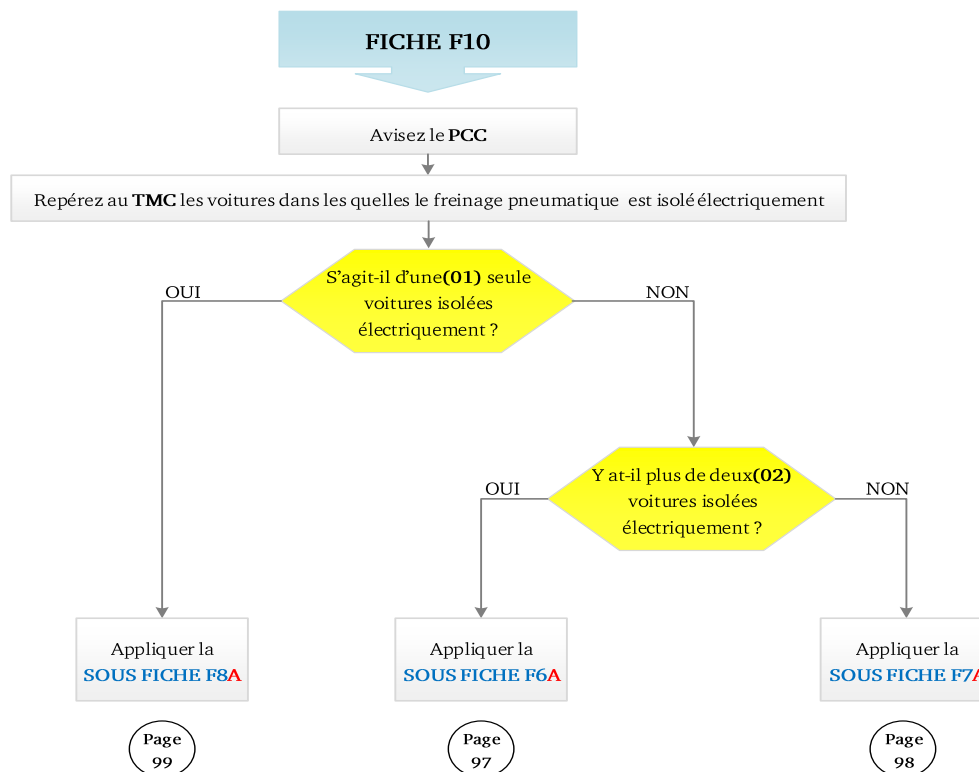 FICHE F10
Avisez le PCC
Repérez au TMC les voitures dans les quelles le freinage pneumatique est isolé électriquement
S'agit-il d'une(01) seule
voitures isolées
électriquement ?
OUI
NON
Y at-il plus de deux(02)
voitures isolées
électriquement ?
OUI
NON
Appliquer la
SOUS FICHE F8A
Appliquer la
SOUS FICHE F6A
Appliquer la
SOUS FICHE F7A
Page
99
Page
97
Page
98